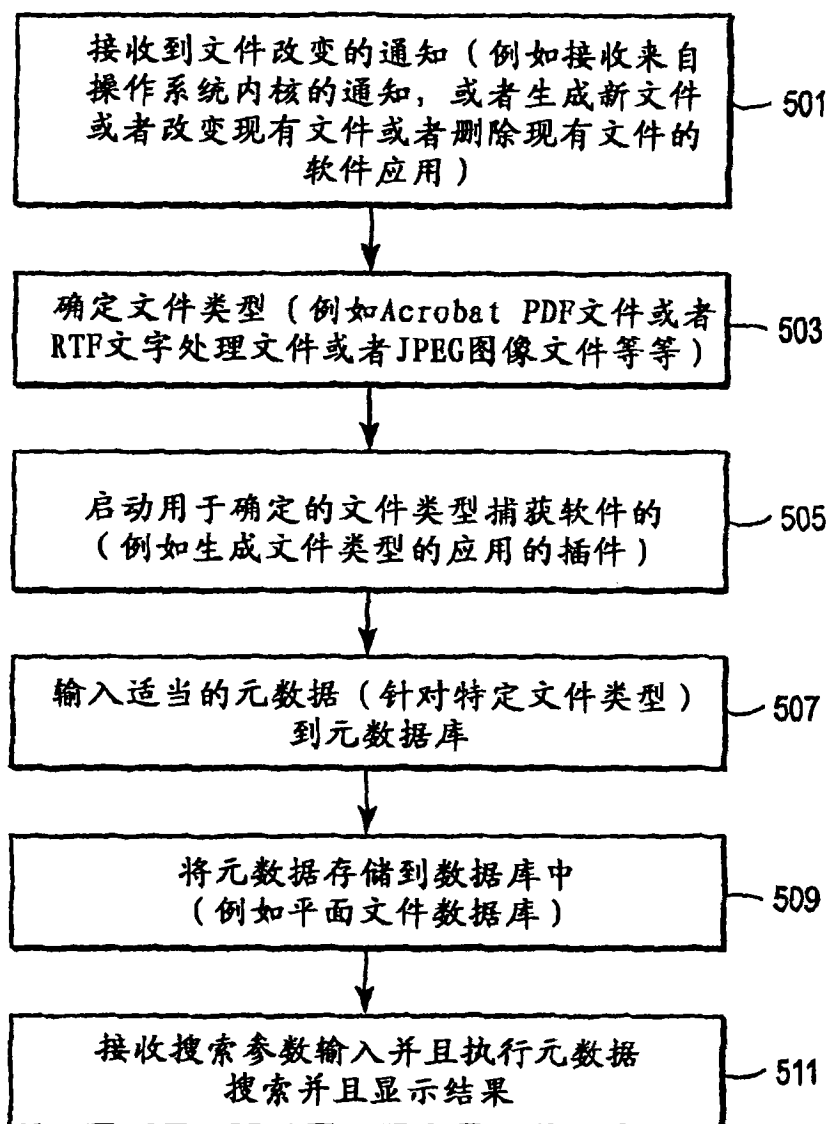 接收到文件改变的通知（例如接收来自
操作系统内核的通知，或者生成新文件
或者改变现有文件或者删除现有文件的
软件应用）
501
确定文件类型（例如Acrobat PDF文件或者
RTF文字处理文件或者JPEG图像文件等等）
503
启动用于确定的文件类型捕获软件的
（例如生成文件类型的应用的插件）
505
输入适当的元数据（针对特定文件类型）
到元数据库
507
将元数据存储到数据库中
（例如平面文件数据库）
509
接收搜索参数输入并且执行元数据
搜索并且显示结果
511